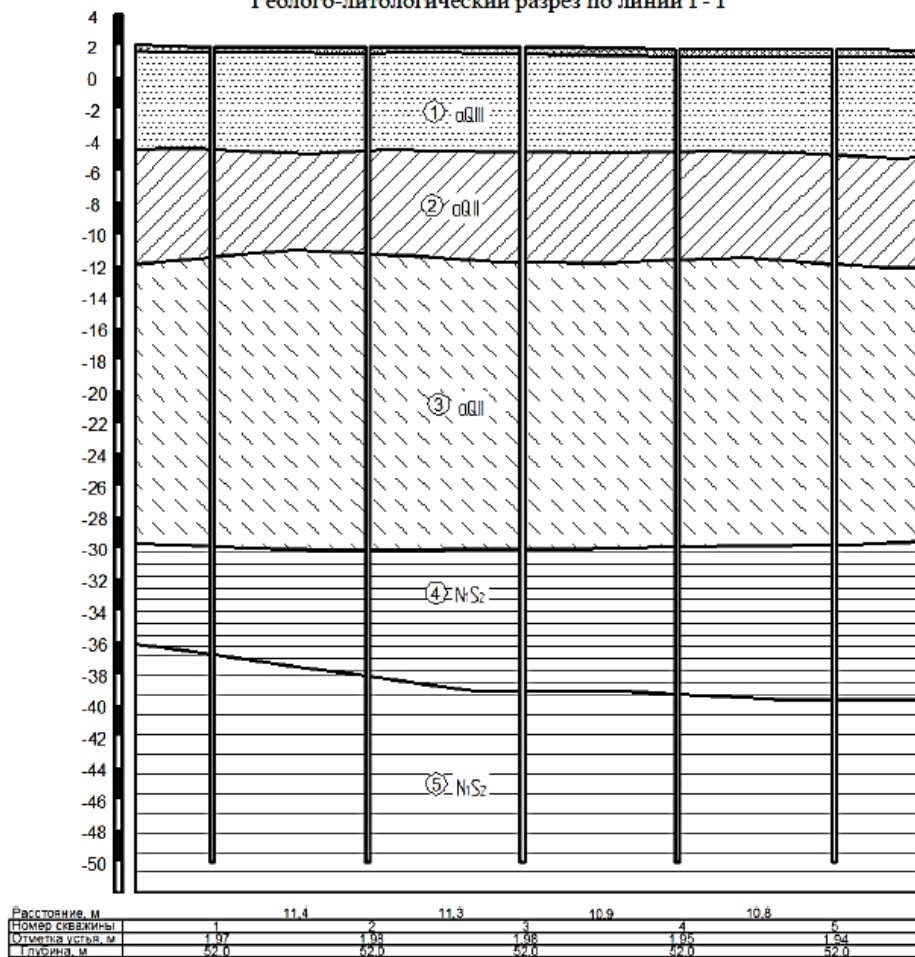 Геолого-литологический разрез по линии I - I
4
2
0
-2
-4
-6
-8
-10
-12
-14
-16
-18
-20
-22
-24
-26
-28
-30
-32
-34
-36
-38
-40
-42
-44
-46
-48
-50
1 aQIII
2 aQII
3 aQII
4 N1S2
5 N1S2
Расстояние, м 11,4 11,3 10,9 10,8
Номер скважины 1 2 3 4 5
Отметка устья, м 1,97 1,98 1,98 1,95 1,94
Глубина, м 52,0 52,0 52,0 52,0 52,0